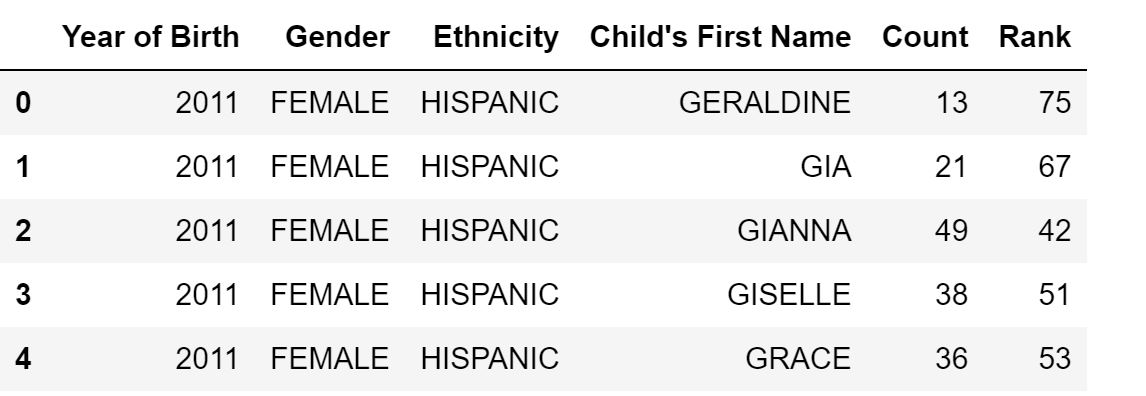 Year of Birth Gender Ethnicity Child's First Name Count Rank
0 2011 FEMALE HISPANIC GERALDINE 13 75
1 2011 FEMALE HISPANIC GIA 21 67
2 2011 FEMALE HISPANIC GIANNA 49 42
3 2011 FEMALE HISPANIC GISELLE 38 51
4 2011 FEMALE HISPANIC GRACE 36 53